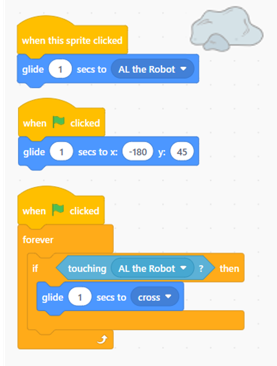 when this sprite clicked
glide 1 secs to AL the Robot
when clicked
glide 1 secs to x: -180 y: 45
when clicked
forever
if touching AL the Robot ? then
glide 1 secs to cross